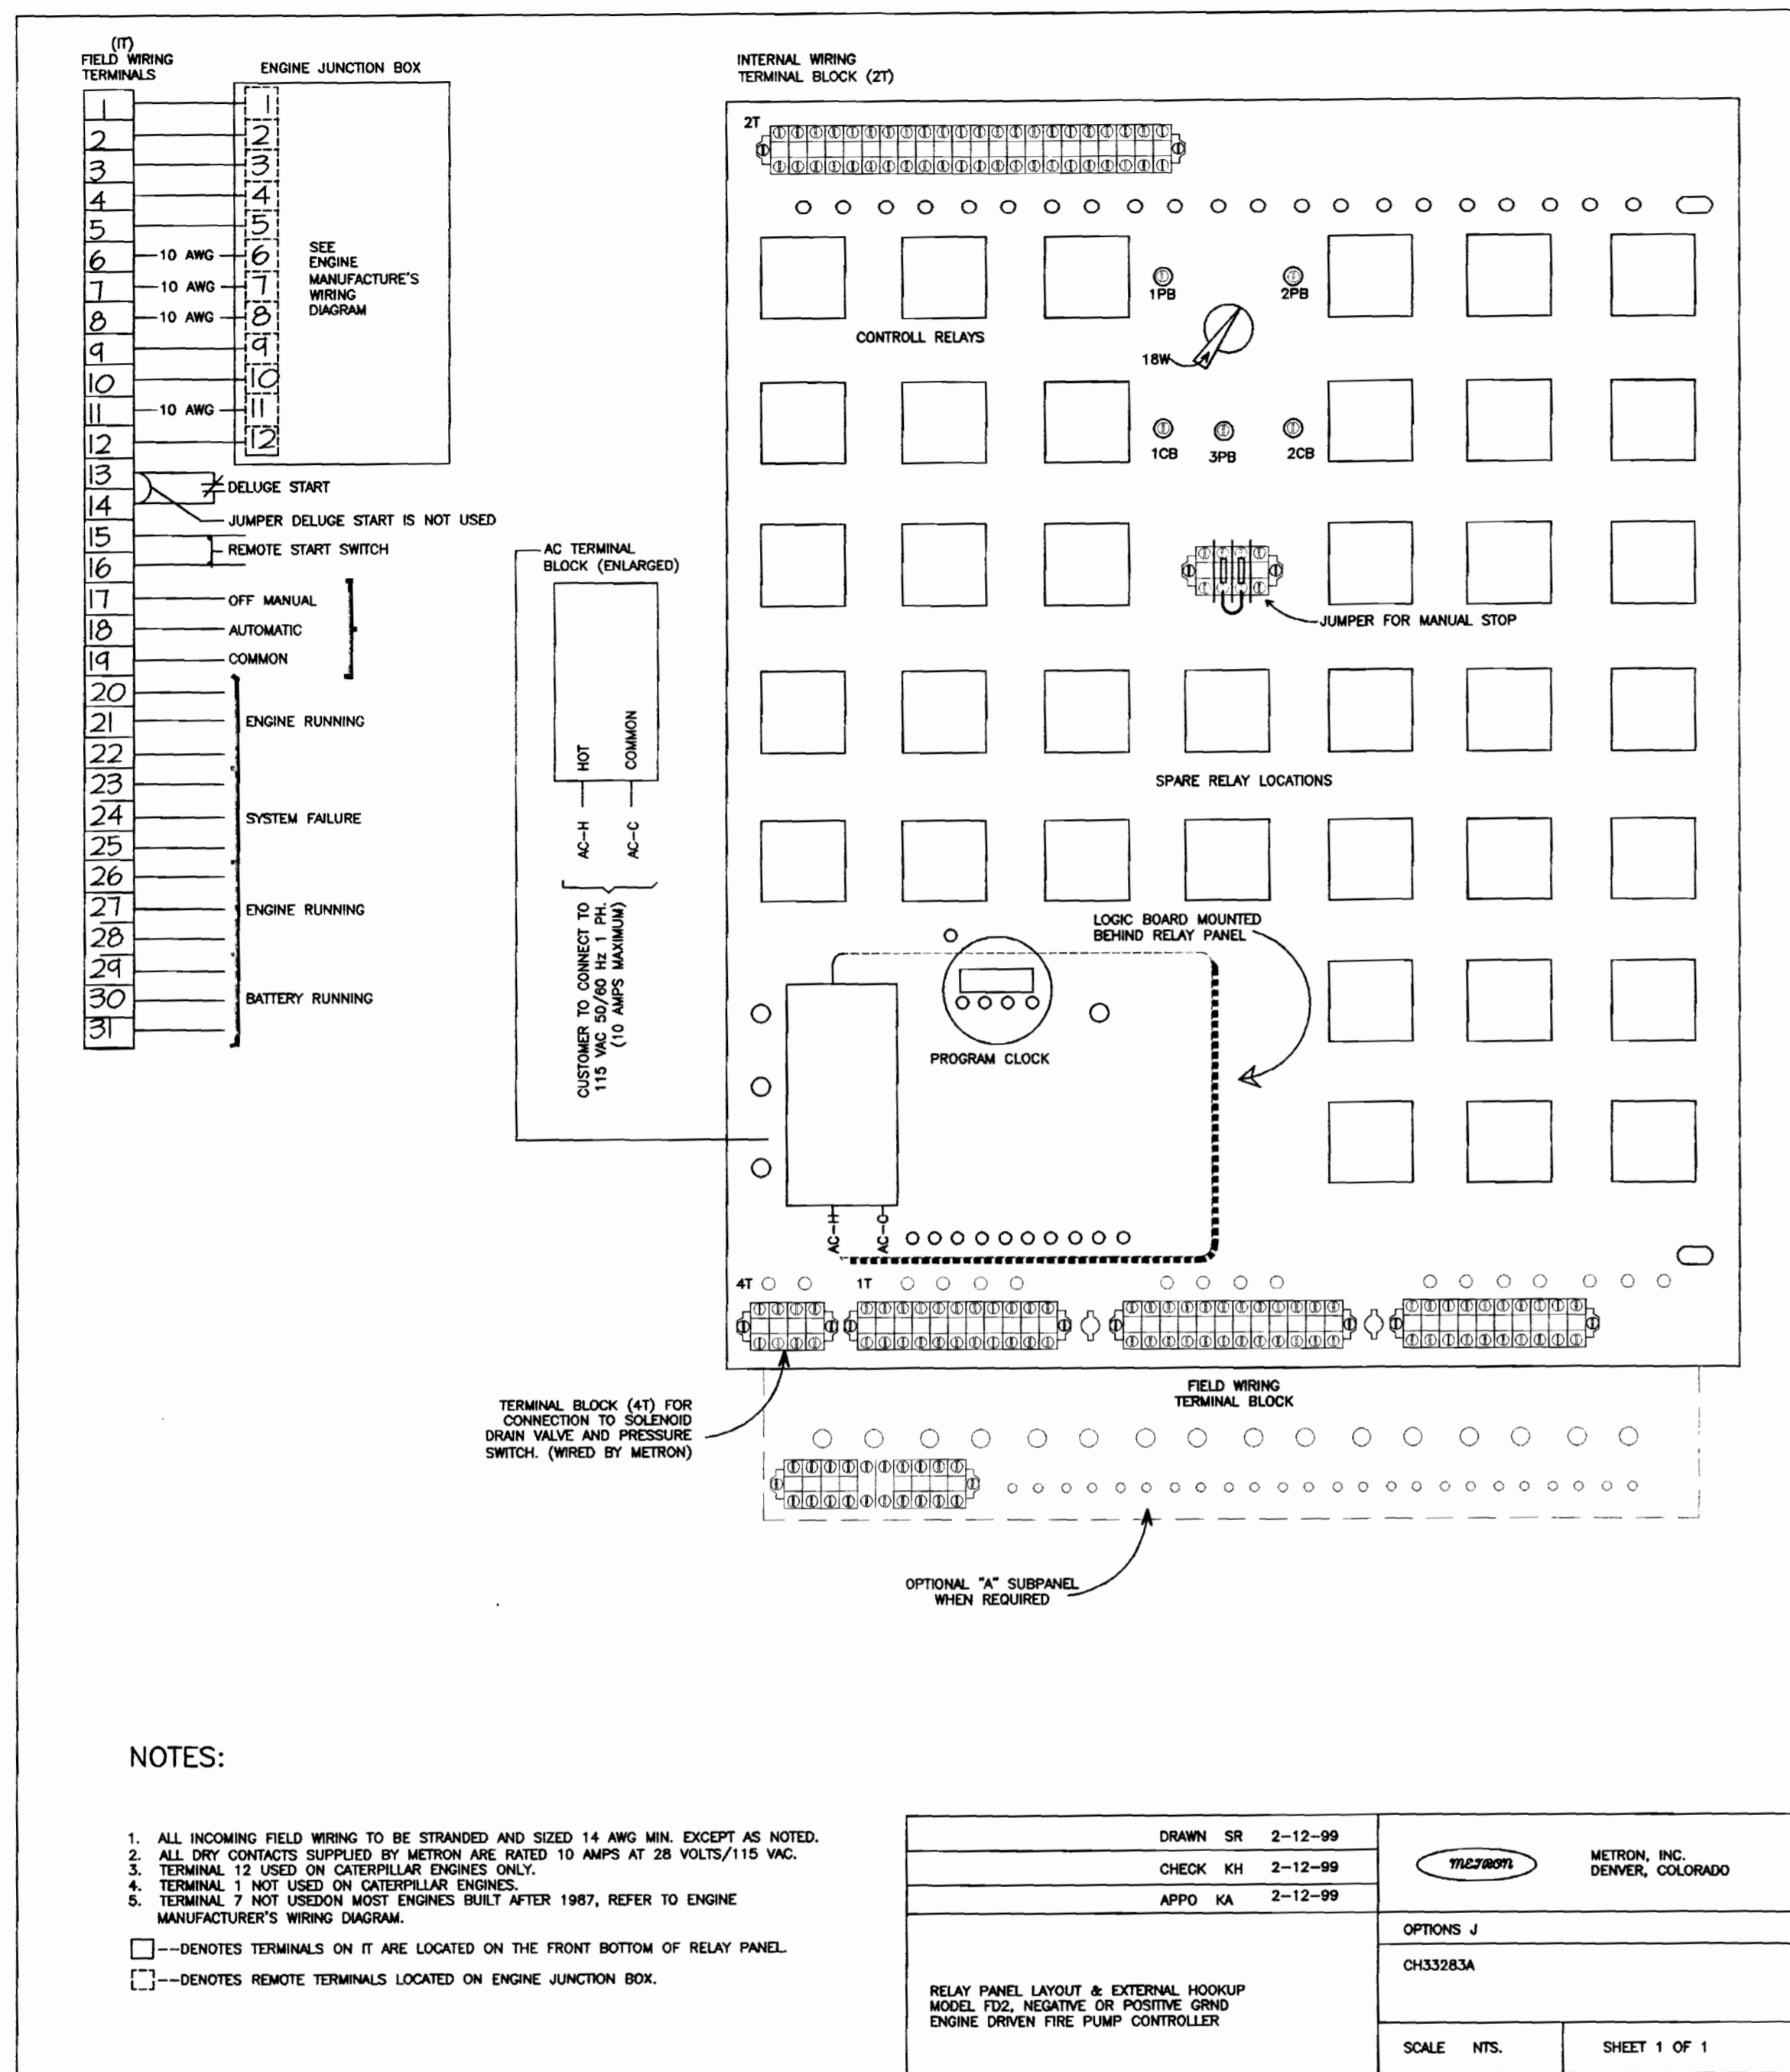 (IT)
FIELD WIRING
TERMINALS
ENGINE JUNCTION BOX
1
2
3
4
5
6
7
8
9
10
11
12
13
14
15
16
17
18
19
20
21
22
23
24
25
26
27
28
29
30
31
10 AWG
10 AWG
10 AWG
10 AWG
1
2
3
4
5
6
7
8
9
10
11
12
SEE
ENGINE
MANUFACTURE'S
WIRING
DIAGRAM
DELUGE START
JUMPER DELUGE START IS NOT USED
REMOTE START SWITCH
OFF MANUAL
AUTOMATIC
COMMON
ENGINE RUNNING
SYSTEM FAILURE
ENGINE RUNNING
BATTERY RUNNING
AC TERMINAL
BLOCK (ENLARGED)
HOT
COMMON
AC-H
AC-C
CUSTOMER TO CONNECT TO
115 VAC 50/60 Hz 1 PH.
(10 AMPS MAXIMUM)
INTERNAL WIRING
TERMINAL BLOCK (2T)
2T
1PB
2PB
CONTROLL RELAYS
18W
1CB
3PB
2CB
JUMPER FOR MANUAL STOP
SPARE RELAY LOCATIONS
LOGIC BOARD MOUNTED
BEHIND RELAY PANEL
PROGRAM CLOCK
AC-H
AC-C
4T
1T
FIELD WIRING
TERMINAL BLOCK
TERMINAL BLOCK (4T) FOR
CONNECTION TO SOLENOID
DRAIN VALVE AND PRESSURE
SWITCH. (WIRED BY METRON)
OPTIONAL "A" SUBPANEL
WHEN REQUIRED
NOTES:
1. ALL INCOMING FIELD WIRING TO BE STRANDED AND SIZED 14 AWG MIN. EXCEPT AS NOTED.
2. ALL DRY CONTACTS SUPPLIED BY METRON ARE RATED 10 AMPS AT 28 VOLTS/115 VAC.
3. TERMINAL 12 USED ON CATERPILLAR ENGINES ONLY.
4. TERMINAL 1 NOT USED ON CATERPILLAR ENGINES.
5. TERMINAL 7 NOT USEDON MOST ENGINES BUILT AFTER 1987, REFER TO ENGINE
MANUFACTURER'S WIRING DIAGRAM.
--DENOTES TERMINALS ON IT ARE LOCATED ON THE FRONT BOTTOM OF RELAY PANEL.
--DENOTES REMOTE TERMINALS LOCATED ON ENGINE JUNCTION BOX.
DRAWN SR 2-12-99
CHECK KH 2-12-99
APPO KA 2-12-99
RELAY PANEL LAYOUT & EXTERNAL HOOKUP
MODEL FD2, NEGATIVE OR POSITIVE GRND
ENGINE DRIVEN FIRE PUMP CONTROLLER
METRON
METRON, INC.
DENVER, COLORADO
OPTIONS J
CH33283A
SCALE NTS.
SHEET 1 OF 1